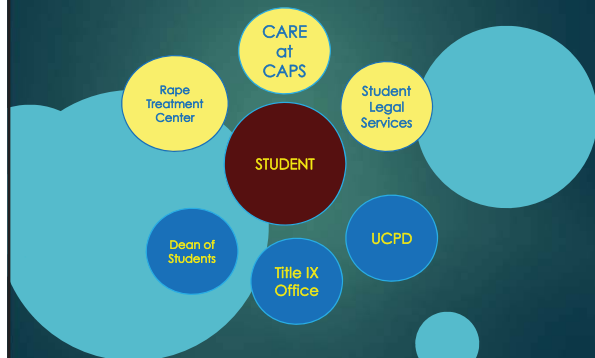 CARE
at
CAPS
Rape
Treatment
Center
Student
Legal
Services
STUDENT
Dean of
Students
Title IX
Office
UCPD